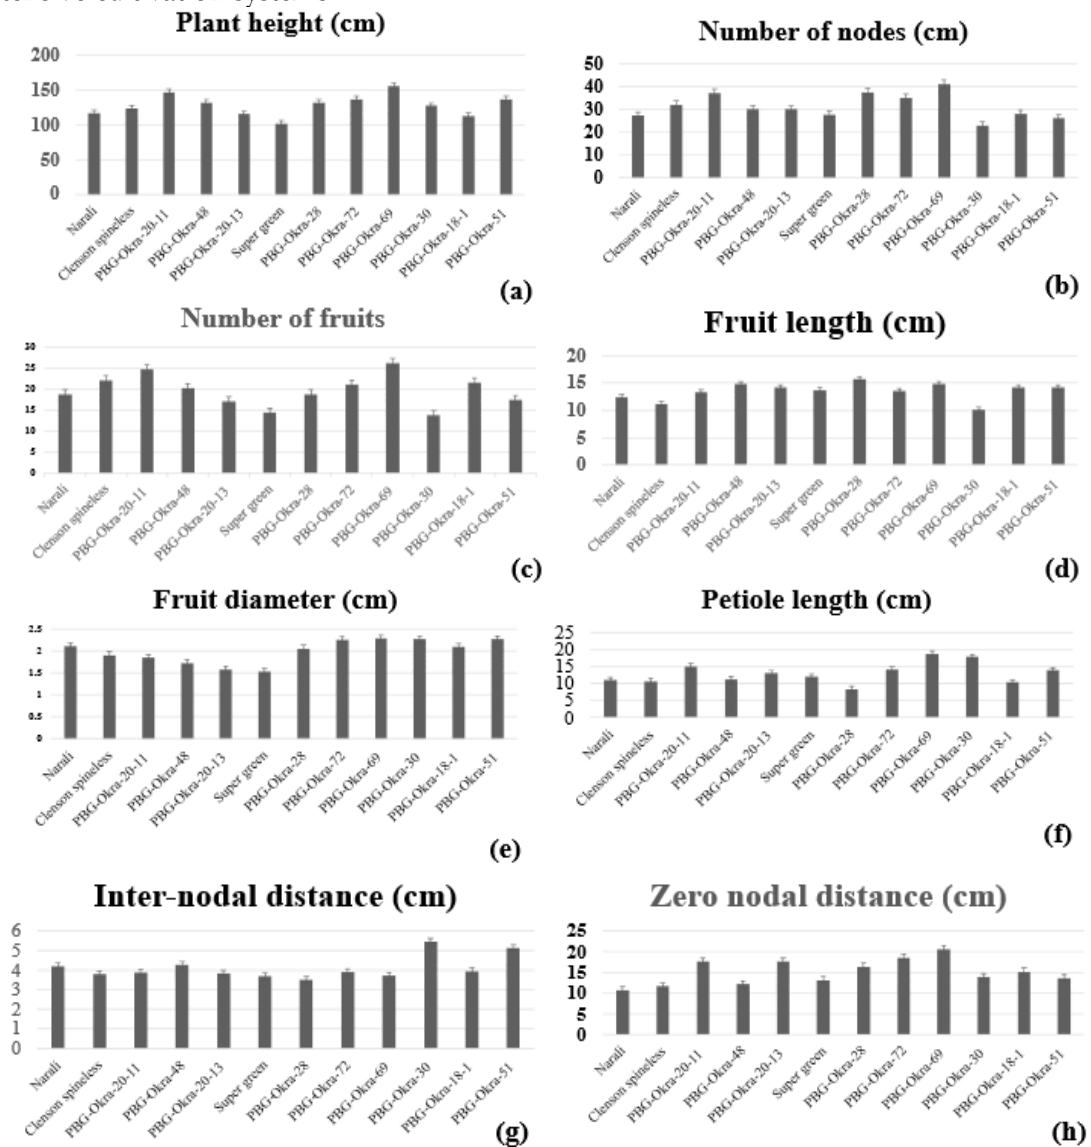 Plant height (cm)
200
150
100
50
0
Narali
Clenson spineless
PBG-Okra-20-11
PBG-Okra-48
PBG-Okra-20-13
Super green
PBG-Okra-28
PBG-Okra-72
PBG-Okra-69
PBG-Okra-30
PBG-Okra-18-1
PBG-Okra-51
(a)
Number of nodes (cm)
50
40
30
20
10
0
Narali
Clenson spineless
PBG-Okra-20-11
PBG-Okra-48
PBG-Okra-20-13
Super green
PBG-Okra-28
PBG-Okra-72
PBG-Okra-69
PBG-Okra-30
PBG-Okra-18-1
PBG-Okra-51
(b)
Number of fruits
30
25
20
15
10
5
0
Narali
Clenson spineless
PBG-Okra-20-11
PBG-Okra-48
PBG-Okra-20-13
Super green
PBG-Okra-28
PBG-Okra-72
PBG-Okra-69
PBG-Okra-30
PBG-Okra-18-1
PBG-Okra-51
(c)
Fruit length (cm)
20
15
10
5
0
Narali
Clenson spineless
PBG-Okra-20-11
PBG-Okra-48
PBG-Okra-20-13
Super green
PBG-Okra-28
PBG-Okra-72
PBG-Okra-69
PBG-Okra-30
PBG-Okra-18-1
PBG-Okra-51
(d)
Fruit diameter (cm)
2.5
2
1.5
1
0.5
0
Narali
Clenson spineless
PBG-Okra-20-11
PBG-Okra-48
PBG-Okra-20-13
Super green
PBG-Okra-28
PBG-Okra-72
PBG-Okra-69
PBG-Okra-30
PBG-Okra-18-1
PBG-Okra-51
(e)
Petiole length (cm)
25
20
15
10
5
0
Narali
Clenson spineless
PBG-Okra-20-11
PBG-Okra-48
PBG-Okra-20-13
Super green
PBG-Okra-28
PBG-Okra-72
PBG-Okra-69
PBG-Okra-30
PBG-Okra-18-1
PBG-Okra-51
(f)
Inter-nodal distance (cm)
6
5
4
3
2
1
0
Narali
Clenson spineless
PBG-Okra-20-11
PBG-Okra-48
PBG-Okra-20-13
Super green
PBG-Okra-28
PBG-Okra-72
PBG-Okra-69
PBG-Okra-30
PBG-Okra-18-1
PBG-Okra-51
(g)
Zero nodal distance (cm)
25
20
15
10
5
0
Narali
Clenson spineless
PBG-Okra-20-11
PBG-Okra-48
PBG-Okra-20-13
Super green
PBG-Okra-28
PBG-Okra-72
PBG-Okra-69
PBG-Okra-30
PBG-Okra-18-1
PBG-Okra-51
(h)